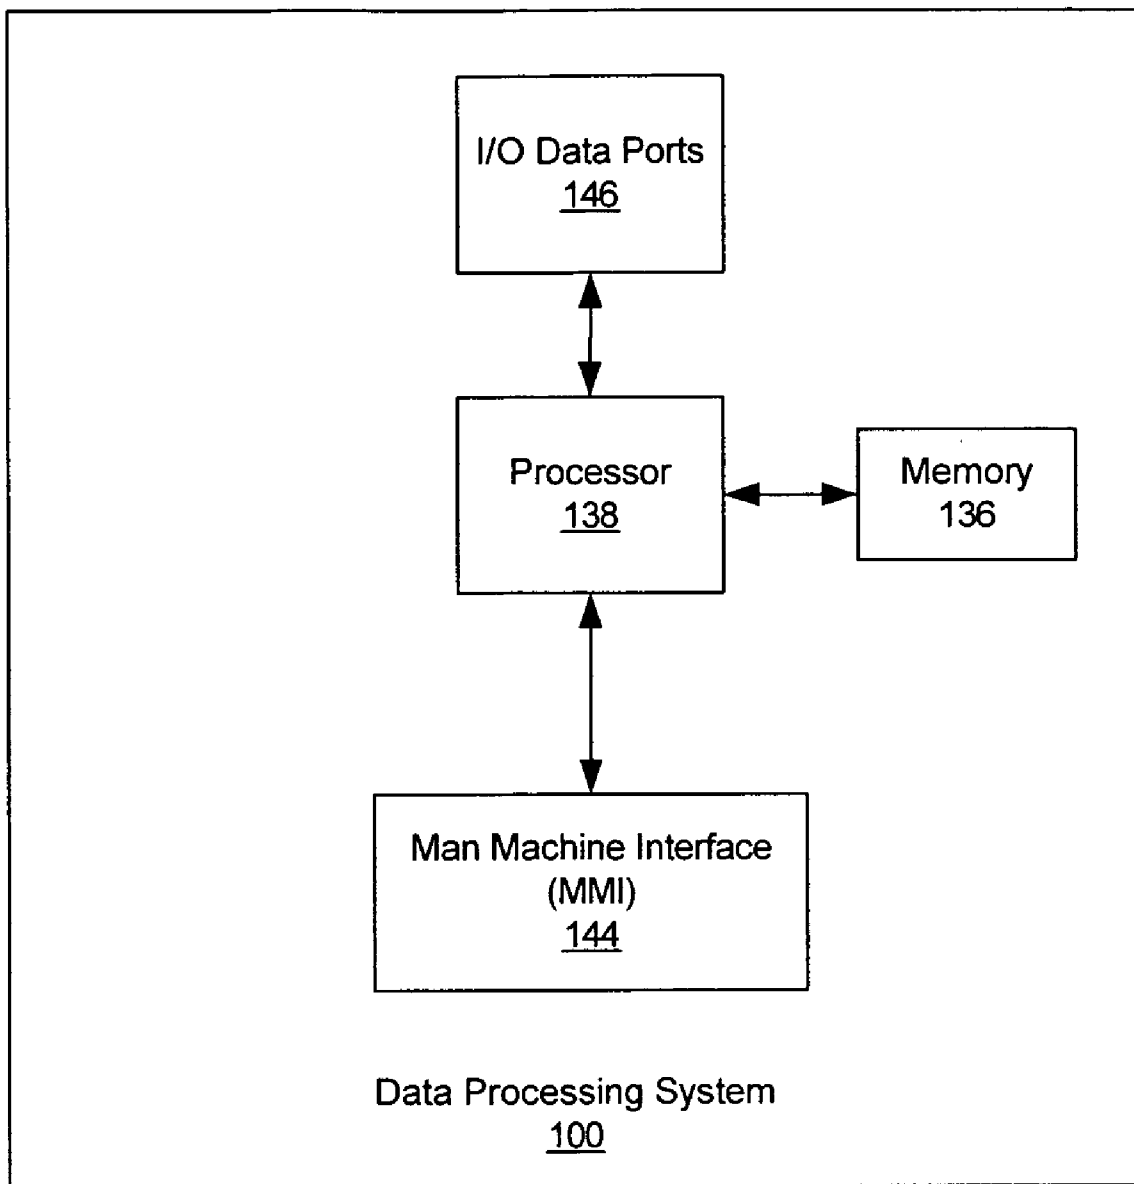 I/O Data Ports
146
Processor
138
Memory
136
Man Machine Interface
(MMI)
144
Data Processing System
100